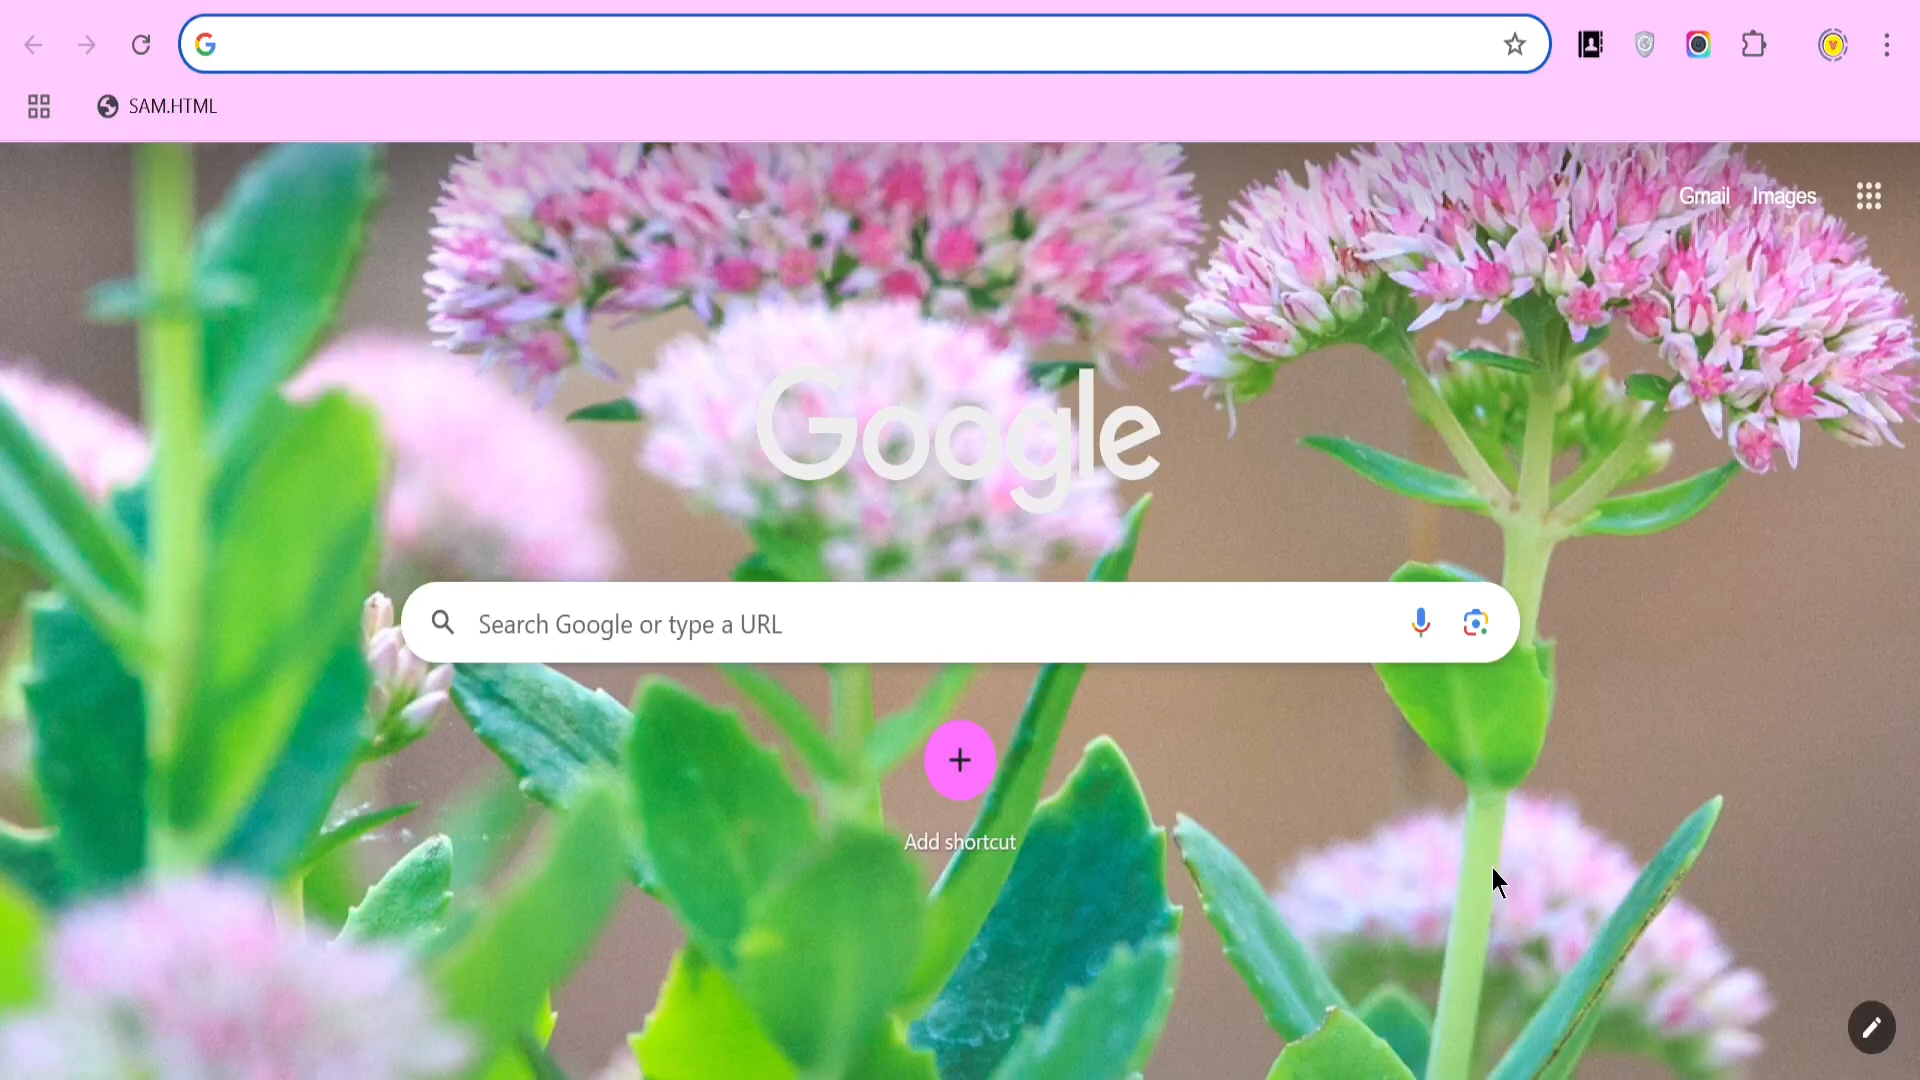 SAM.HTML
Gmail Images
Google
Search Google or type a URL
Add shortcut